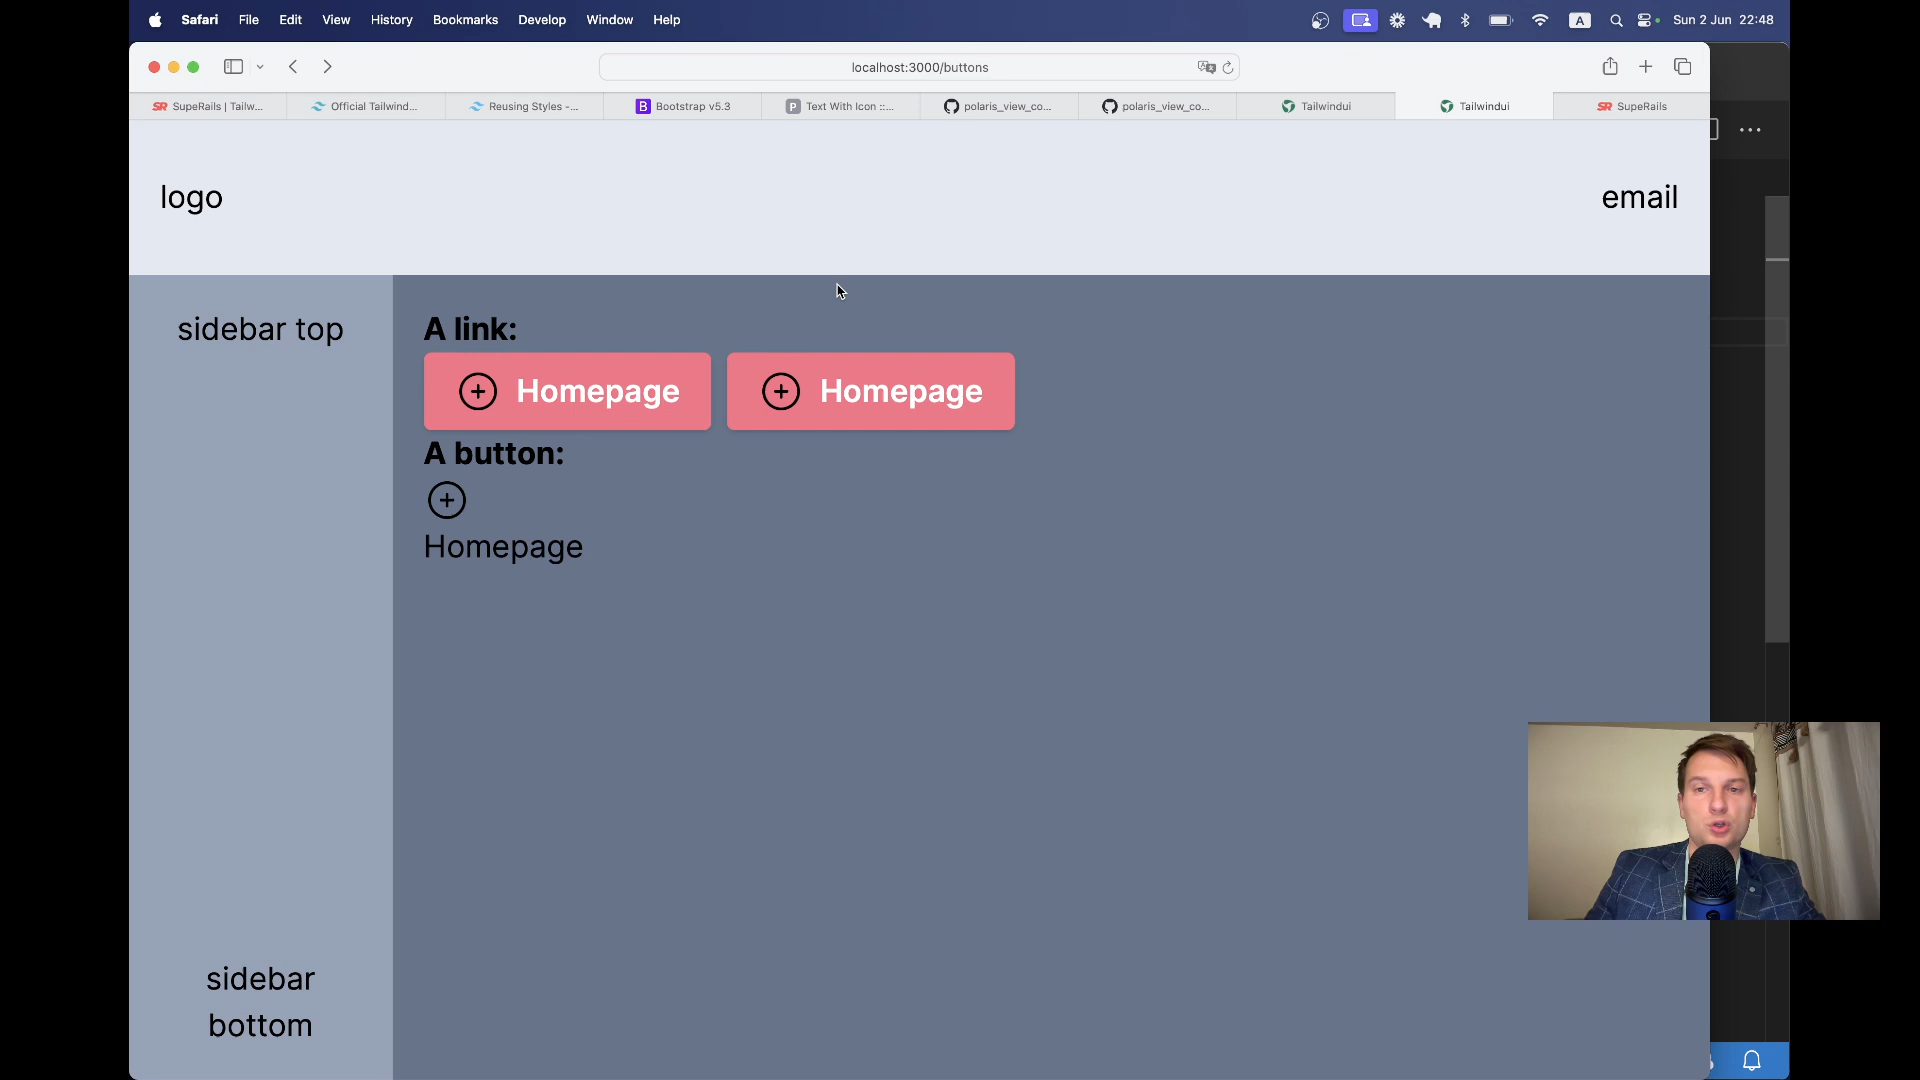 Safari File Edit View History Bookmarks Develop Window Help A Sun 2 Jun 22:48
localhost:3000/buttons
SupeRails | Tailw... Official Tailwind... Reusing Styles -... Bootstrap v5.3 Text With Icon ::... polaris_view_co... polaris_view_co... Tailwindui Tailwindui SupeRails
logo email
sidebar top
A link:
Homepage Homepage
A button:
Homepage
sidebar
bottom